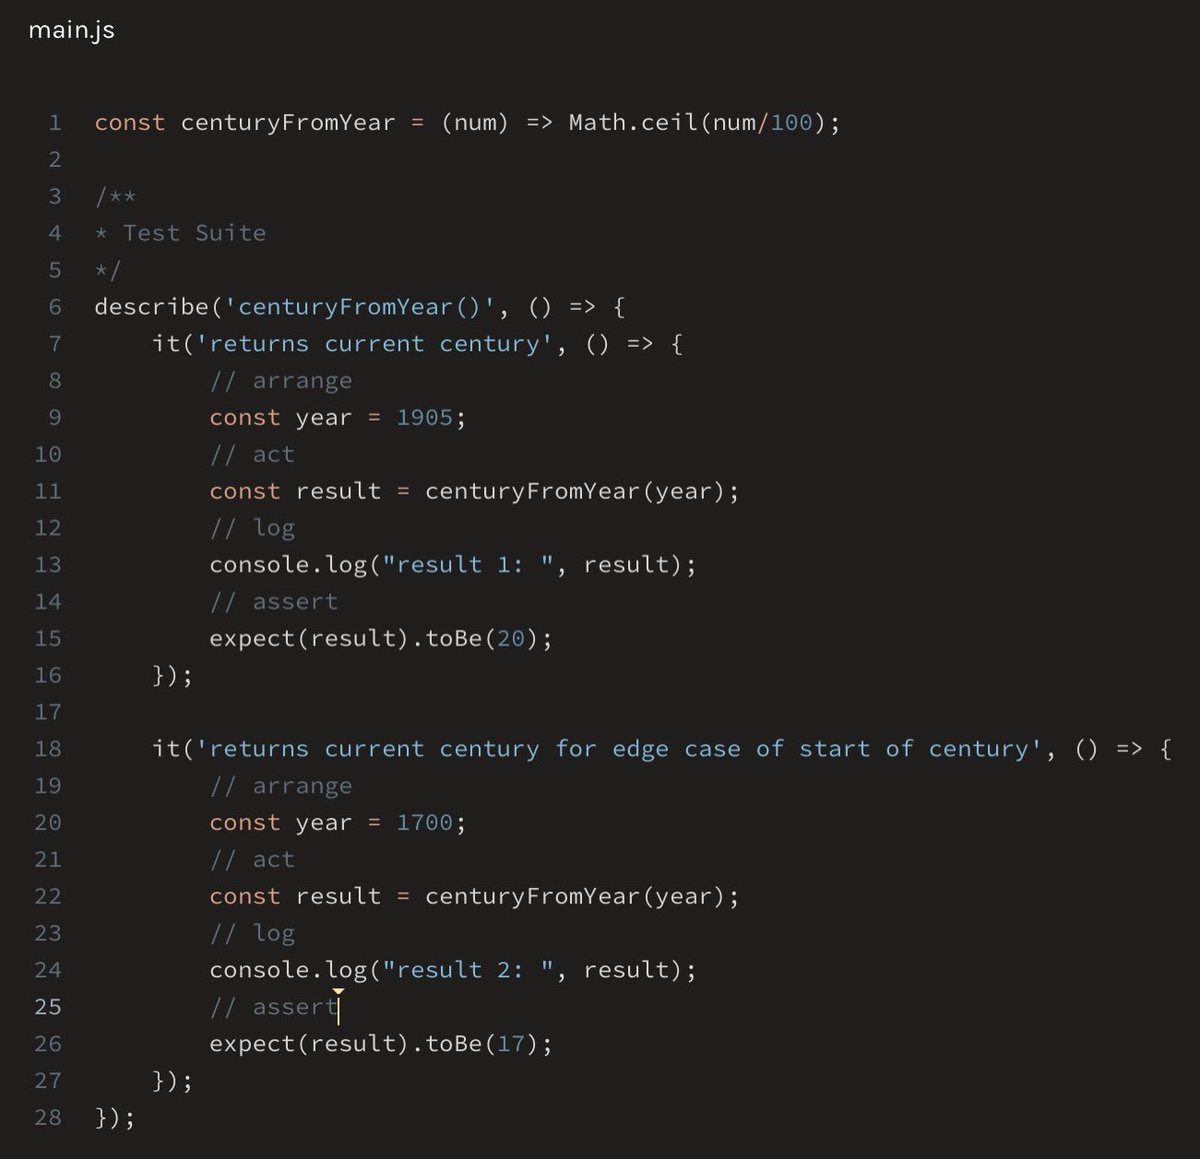 main.js
1 const centuryFromYear = (num) => Math.ceil(num/100);
2
3 /**
4 * Test Suite
5 */
6 describe('centuryFromYear()', () => {
7     it('returns current century', () => {
8         // arrange
9         const year = 1905;
10         // act
11         const result = centuryFromYear(year);
12         // log
13         console.log("result 1: ", result);
14         // assert
15         expect(result).toBe(20);
16     });
17
18     it('returns current century for edge case of start of century', () => {
19         // arrange
20         const year = 1700;
21         // act
22         const result = centuryFromYear(year);
23         // log
24         console.log("result 2: ", result);
25         // assert
26         expect(result).toBe(17);
27     });
28 });